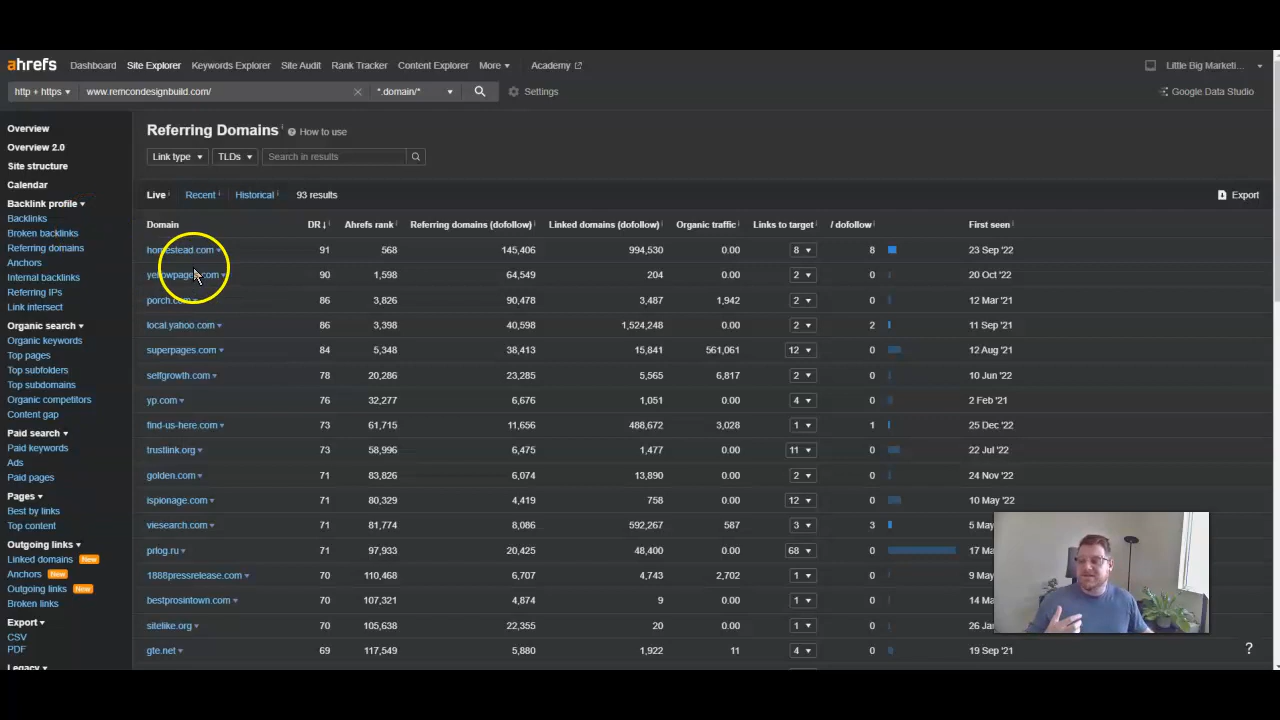 ahrefs Dashboard Site Explorer Keywords Explorer Site Audit Rank Tracker Content Explorer More Academy Little Big Marketi...
http + https www.remcondesignbuild.com/ *.domain/* Settings Google Data Studio
Overview
Overview 2.0
Site structure
Calendar
Backlink profile
Backlinks
Broken backlinks
Referring domains
Anchors
Internal backlinks
Referring IPs
Link intersect
Organic search
Organic keywords
Top pages
Top subfolders
Top subdomains
Organic competitors
Content gap
Paid search
Paid keywords
Ads
Paid pages
Pages
Best by links
Top content
Outgoing links
Linked domains New
Anchors New
Outgoing links New
Broken links
Export
CSV
PDF
Legacy
Referring Domains i ? How to use
Link type TLDs Search in results
Live i Recent i Historical i 93 results Export
Domain DR↓ i Ahrefs rank i Referring domains (dofollow) i Linked domains (dofollow) i Organic traffic i Links to target i / dofollow i First seen i
homestead.com 91 568 145,406 994,530 0.00 8 8 23 Sep '22
yellowpages.com 90 1,598 64,549 204 0.00 2 0 20 Oct '22
porch.com 86 3,826 90,478 3,487 1,942 2 0 12 Mar '21
local.yahoo.com 86 3,398 40,598 1,524,248 0.00 2 2 11 Sep '21
superpages.com 84 5,348 38,413 15,841 561,061 12 0 12 Aug '21
selfgrowth.com 78 20,286 23,285 5,565 6,817 2 0 10 Jun '22
yp.com 76 32,277 6,676 1,051 0.00 4 0 2 Feb '21
find-us-here.com 73 61,715 11,656 488,672 3,028 1 1 25 Dec '22
trustlink.org 73 58,996 6,475 1,477 0.00 11 0 22 Jul '22
golden.com 71 83,826 6,074 13,890 0.00 2 0 24 Nov '22
ispionage.com 71 80,329 4,419 758 0.00 12 0 10 May '22
viesearch.com 71 81,774 8,086 592,267 587 3 3 5 May
prlog.ru 71 97,933 20,425 48,400 0.00 68 0 17 Ma
1888pressrelease.com 70 110,468 6,707 4,743 2,702 1 0 9 May
bestprosintown.com 70 107,321 4,874 9 0.00 1 0 14 Ma
sitelike.org 70 105,638 22,355 20 0.00 1 0 26 Ja
gte.net 69 117,549 5,880 1,922 11 4 0 19 Sep '21
?